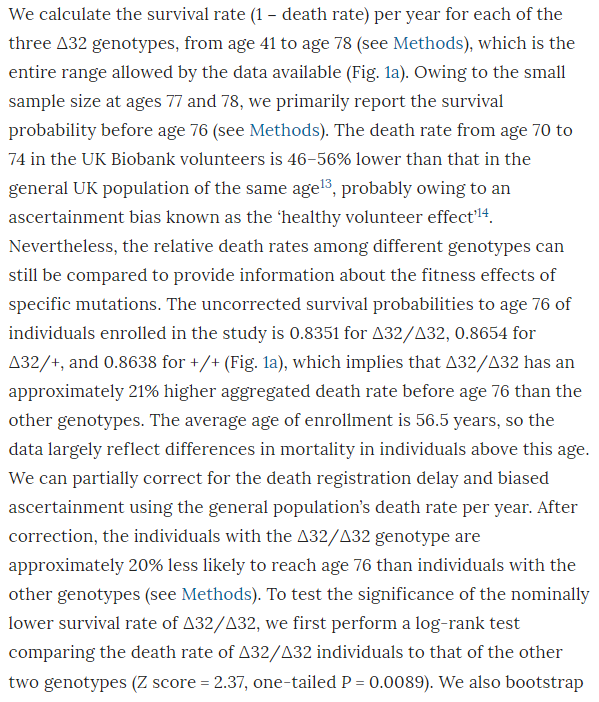 We calculate the survival rate (1 – death rate) per year for each of the
three Δ32 genotypes, from age 41 to age 78 (see Methods), which is the
entire range allowed by the data available (Fig. 1a). Owing to the small
sample size at ages 77 and 78, we primarily report the survival
probability before age 76 (see Methods). The death rate from age 70 to
74 in the UK Biobank volunteers is 46–56% lower than that in the
general UK population of the same age13, probably owing to an
ascertainment bias known as the ‘healthy volunteer effect’14.
Nevertheless, the relative death rates among different genotypes can
still be compared to provide information about the fitness effects of
specific mutations. The uncorrected survival probabilities to age 76 of
individuals enrolled in the study is 0.8351 for Δ32/Δ32, 0.8654 for
Δ32/+, and 0.8638 for +/+ (Fig. 1a), which implies that Δ32/Δ32 has an
approximately 21% higher aggregated death rate before age 76 than the
other genotypes. The average age of enrollment is 56.5 years, so the
data largely reflect differences in mortality in individuals above this age.
We can partially correct for the death registration delay and biased
ascertainment using the general population’s death rate per year. After
correction, the individuals with the Δ32/Δ32 genotype are
approximately 20% less likely to reach age 76 than individuals with the
other genotypes (see Methods). To test the significance of the nominally
lower survival rate of Δ32/Δ32, we first perform a log-rank test
comparing the death rate of Δ32/Δ32 individuals to that of the other
two genotypes (Z score = 2.37, one-tailed P = 0.0089). We also bootstrap